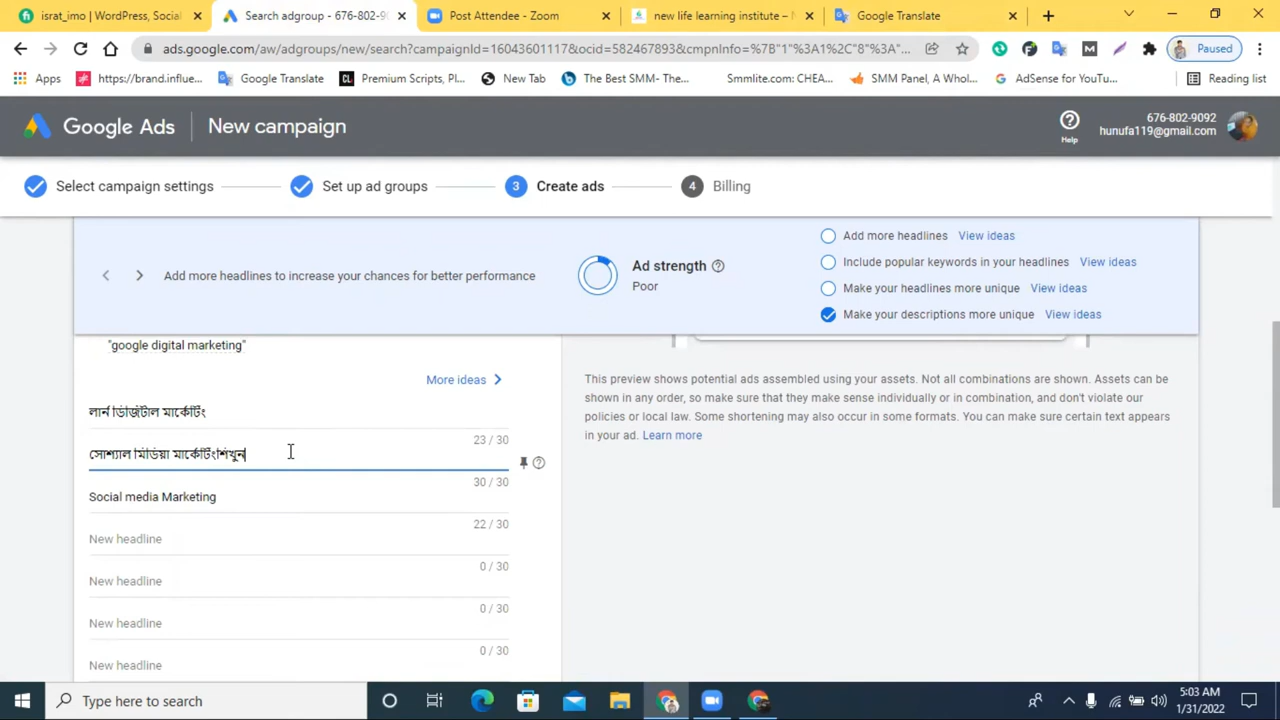 israt_imo | WordPress, Social
Search adgroup - 676-802-9
Post Attendee - Zoom
new life learning institute –
Google Translate
ads.google.com/aw/adgroups/new/search?campaignId=16043601117&ocid=582467893&cmpnInfo=%7B"1"%3A1%2C"8"%3A"...
Paused
Apps
https://brand.influe...
Google Translate
Premium Scripts, Pl...
New Tab
The Best SMM- The...
Smmlite.com: CHEA...
SMM Panel, A Whol...
AdSense for YouTu...
Reading list
Google Ads
New campaign
Help
676-802-9092
hunufa119@gmail.com
Select campaign settings
Set up ad groups
3 Create ads
4 Billing
Add more headlines to increase your chances for better performance
Ad strength
Poor
Add more headlines View ideas
Include popular keywords in your headlines View ideas
Make your headlines more unique View ideas
Make your descriptions more unique View ideas
"google digital marketing"
More ideas
লার্ন ডিজিটাল মার্কেটিং
23 / 30
সোশ্যাল মিডিয়া মার্কেটিংশিখুন
30 / 30
Social media Marketing
22 / 30
New headline
0 / 30
New headline
0 / 30
New headline
0 / 30
New headline
This preview shows potential ads assembled using your assets. Not all combinations are shown. Assets can be
shown in any order, so make sure that they make sense individually or in combination, and don't violate our
policies or local law. Some shortening may also occur in some formats. You can make sure certain text appears
in your ad. Learn more
Type here to search
5:03 AM
1/31/2022